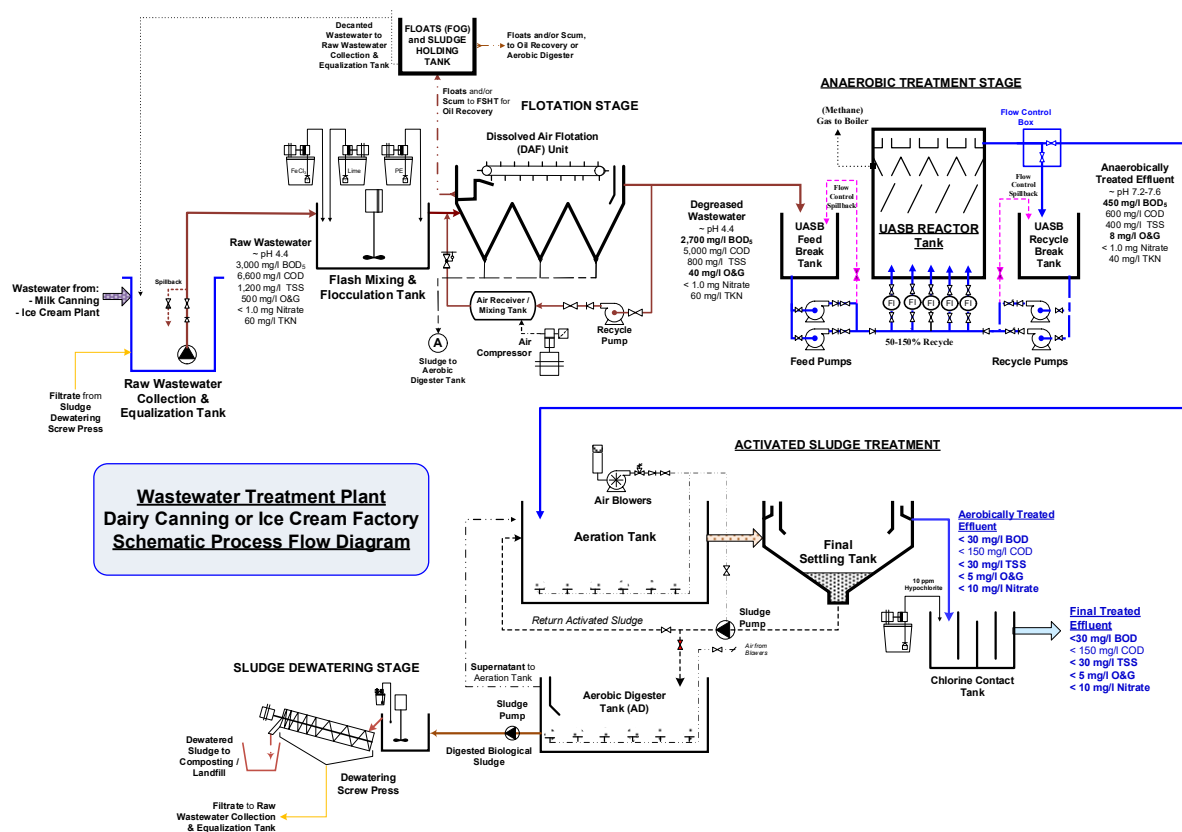 Decanted
Wastewater to
Raw Wastewater
Collection &
Equalization Tank
FLOATS (FOG)
and SLUDGE
HOLDING
TANK
Floats and/or Scum,
to Oil Recovery or
Aerobic Digester
Floats and/or
Scum to FSHT for
Oil Recovery
FLOTATION STAGE
Dissolved Air Flotation
(DAF) Unit
FeCl3
Lime
PE
Raw Wastewater
~ pH 4.4
3,000 mg/l BOD5
6,600 mg/l COD
1,200 mg/l TSS
500 mg/l O&G
< 1.0 mg Nitrate
60 mg/l TKN
Flash Mixing &
Flocculation Tank
Spillback
Wastewater from:
- Milk Canning
- Ice Cream Plant
Raw Wastewater
Collection &
Equalization Tank
Filtrate from
Sludge
Dewatering
Screw Press
A
Sludge to
Aerobic
Digester Tank
Air Receiver /
Mixing Tank
Air
Compressor
Recycle
Pump
Degreased
Wastewater
~ pH 4.4
2,700 mg/l BOD5
5,000 mg/l COD
800 mg/l TSS
40 mg/l O&G
< 1.0 mg Nitrate
60 mg/l TKN
ANAEROBIC TREATMENT STAGE
(Methane)
Gas to Boiler
Flow Control
Box
Flow
Control
Spillback
UASB
Feed
Break
Tank
UASB REACTOR
Tank
Flow
Control
Spillback
UASB
Recycle
Break
Tank
FI
FI
FI
FI
FI
50-150% Recycle
Feed Pumps
Recycle Pumps
Anaerobically
Treated Effluent
~ pH 7.2-7.6
450 mg/l BOD5
600 mg/l COD
400 mg/l TSS
8 mg/l O&G
< 1.0 mg Nitrate
40 mg/l TKN
ACTIVATED SLUDGE TREATMENT
Air Blowers
Aeration Tank
Final
Settling Tank
Return Activated Sludge
Sludge
Pump
Air from
Blowers
Aerobically Treated
Effluent
< 30 mg/l BOD
< 150 mg/l COD
< 30 mg/l TSS
< 5 mg/l O&G
< 10 mg/l Nitrate
10 ppm
Hypochlorite
Chlorine Contact
Tank
Final Treated
Effluent
<30 mg/l BOD
< 150 mg/l COD
< 30 mg/l TSS
< 5 mg/l O&G
< 10 mg/l Nitrate
Wastewater Treatment Plant
Dairy Canning or Ice Cream Factory
Schematic Process Flow Diagram
SLUDGE DEWATERING STAGE
Supernatant to
Aeration Tank
Aerobic Digester
Tank (AD)
Sludge
Pump
Digested Biological
Sludge
Dewatered
Sludge to
Composting /
Landfill
Dewatering
Screw Press
Filtrate to Raw
Wastewater Collection
& Equalization Tank